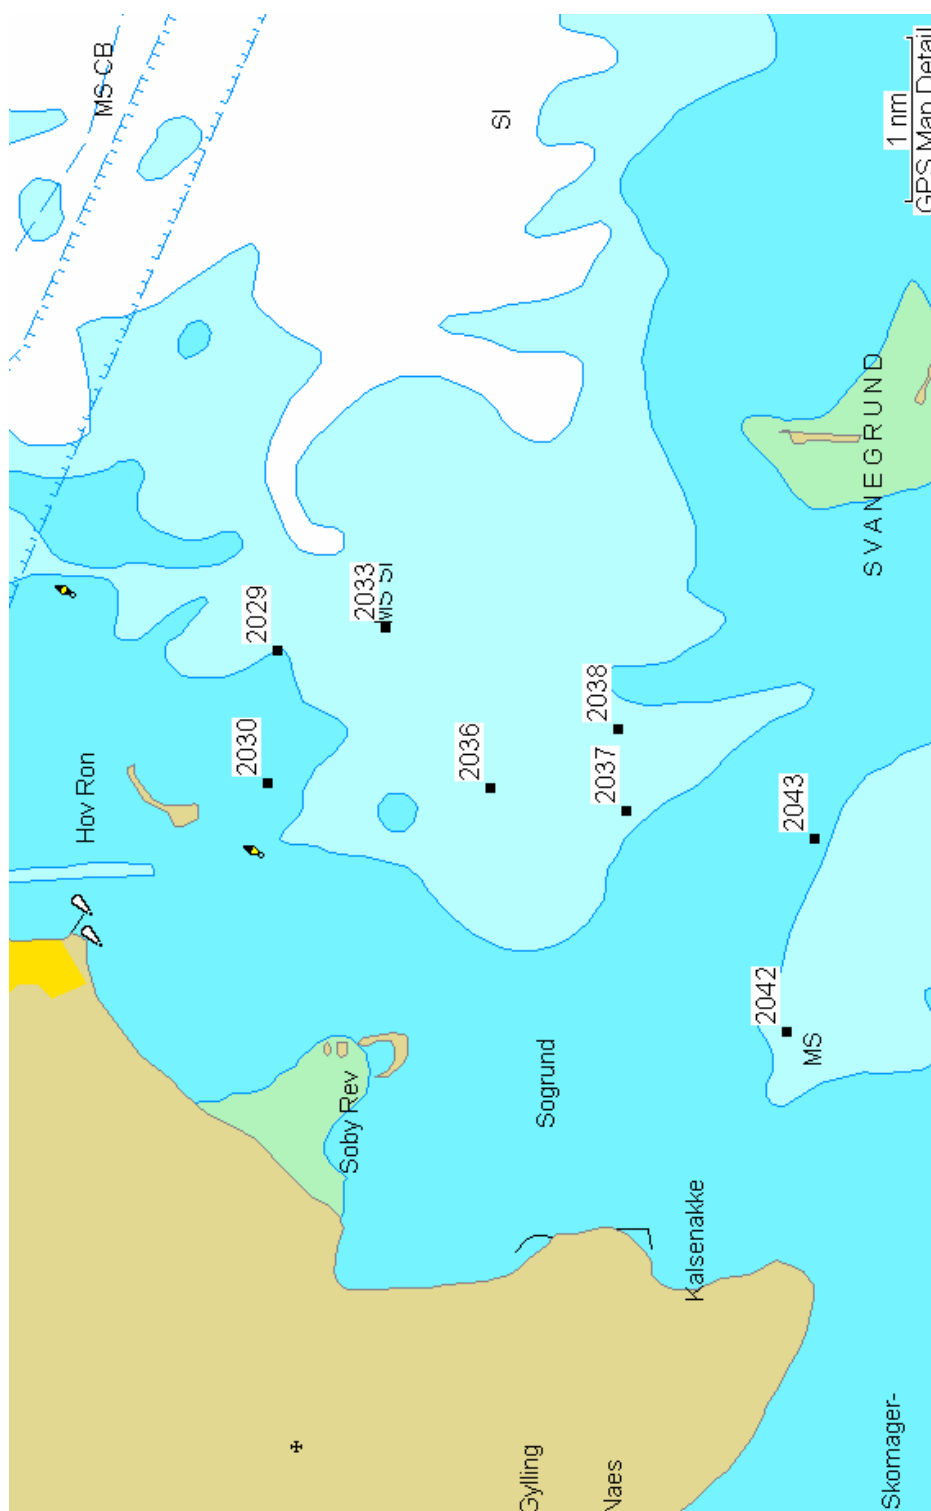 MS CB
SI
1 nm
GPS Map Detail
SVANEGRUND
2029
2033
MS SI
2030
Hov Ron
2036
2038
2037
2043
2042
MS
Soby Rev
Sogrund
Kalsenakke
Gylling
Naes
Skomager-